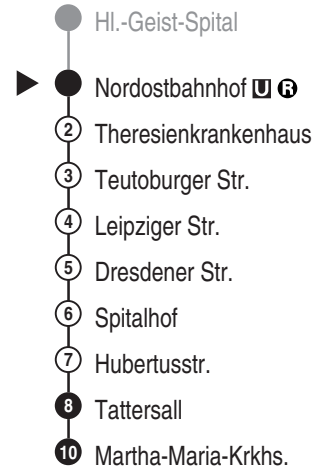 Hl.-Geist-Spital
Nordostbahnhof U R
2 Theresienkrankenhaus
3 Teutoburger Str.
4 Leipziger Str.
5 Dresdener Str.
6 Spitalhof
7 Hubertusstr.
8 Tattersall
10 Martha-Maria-Krkhs.